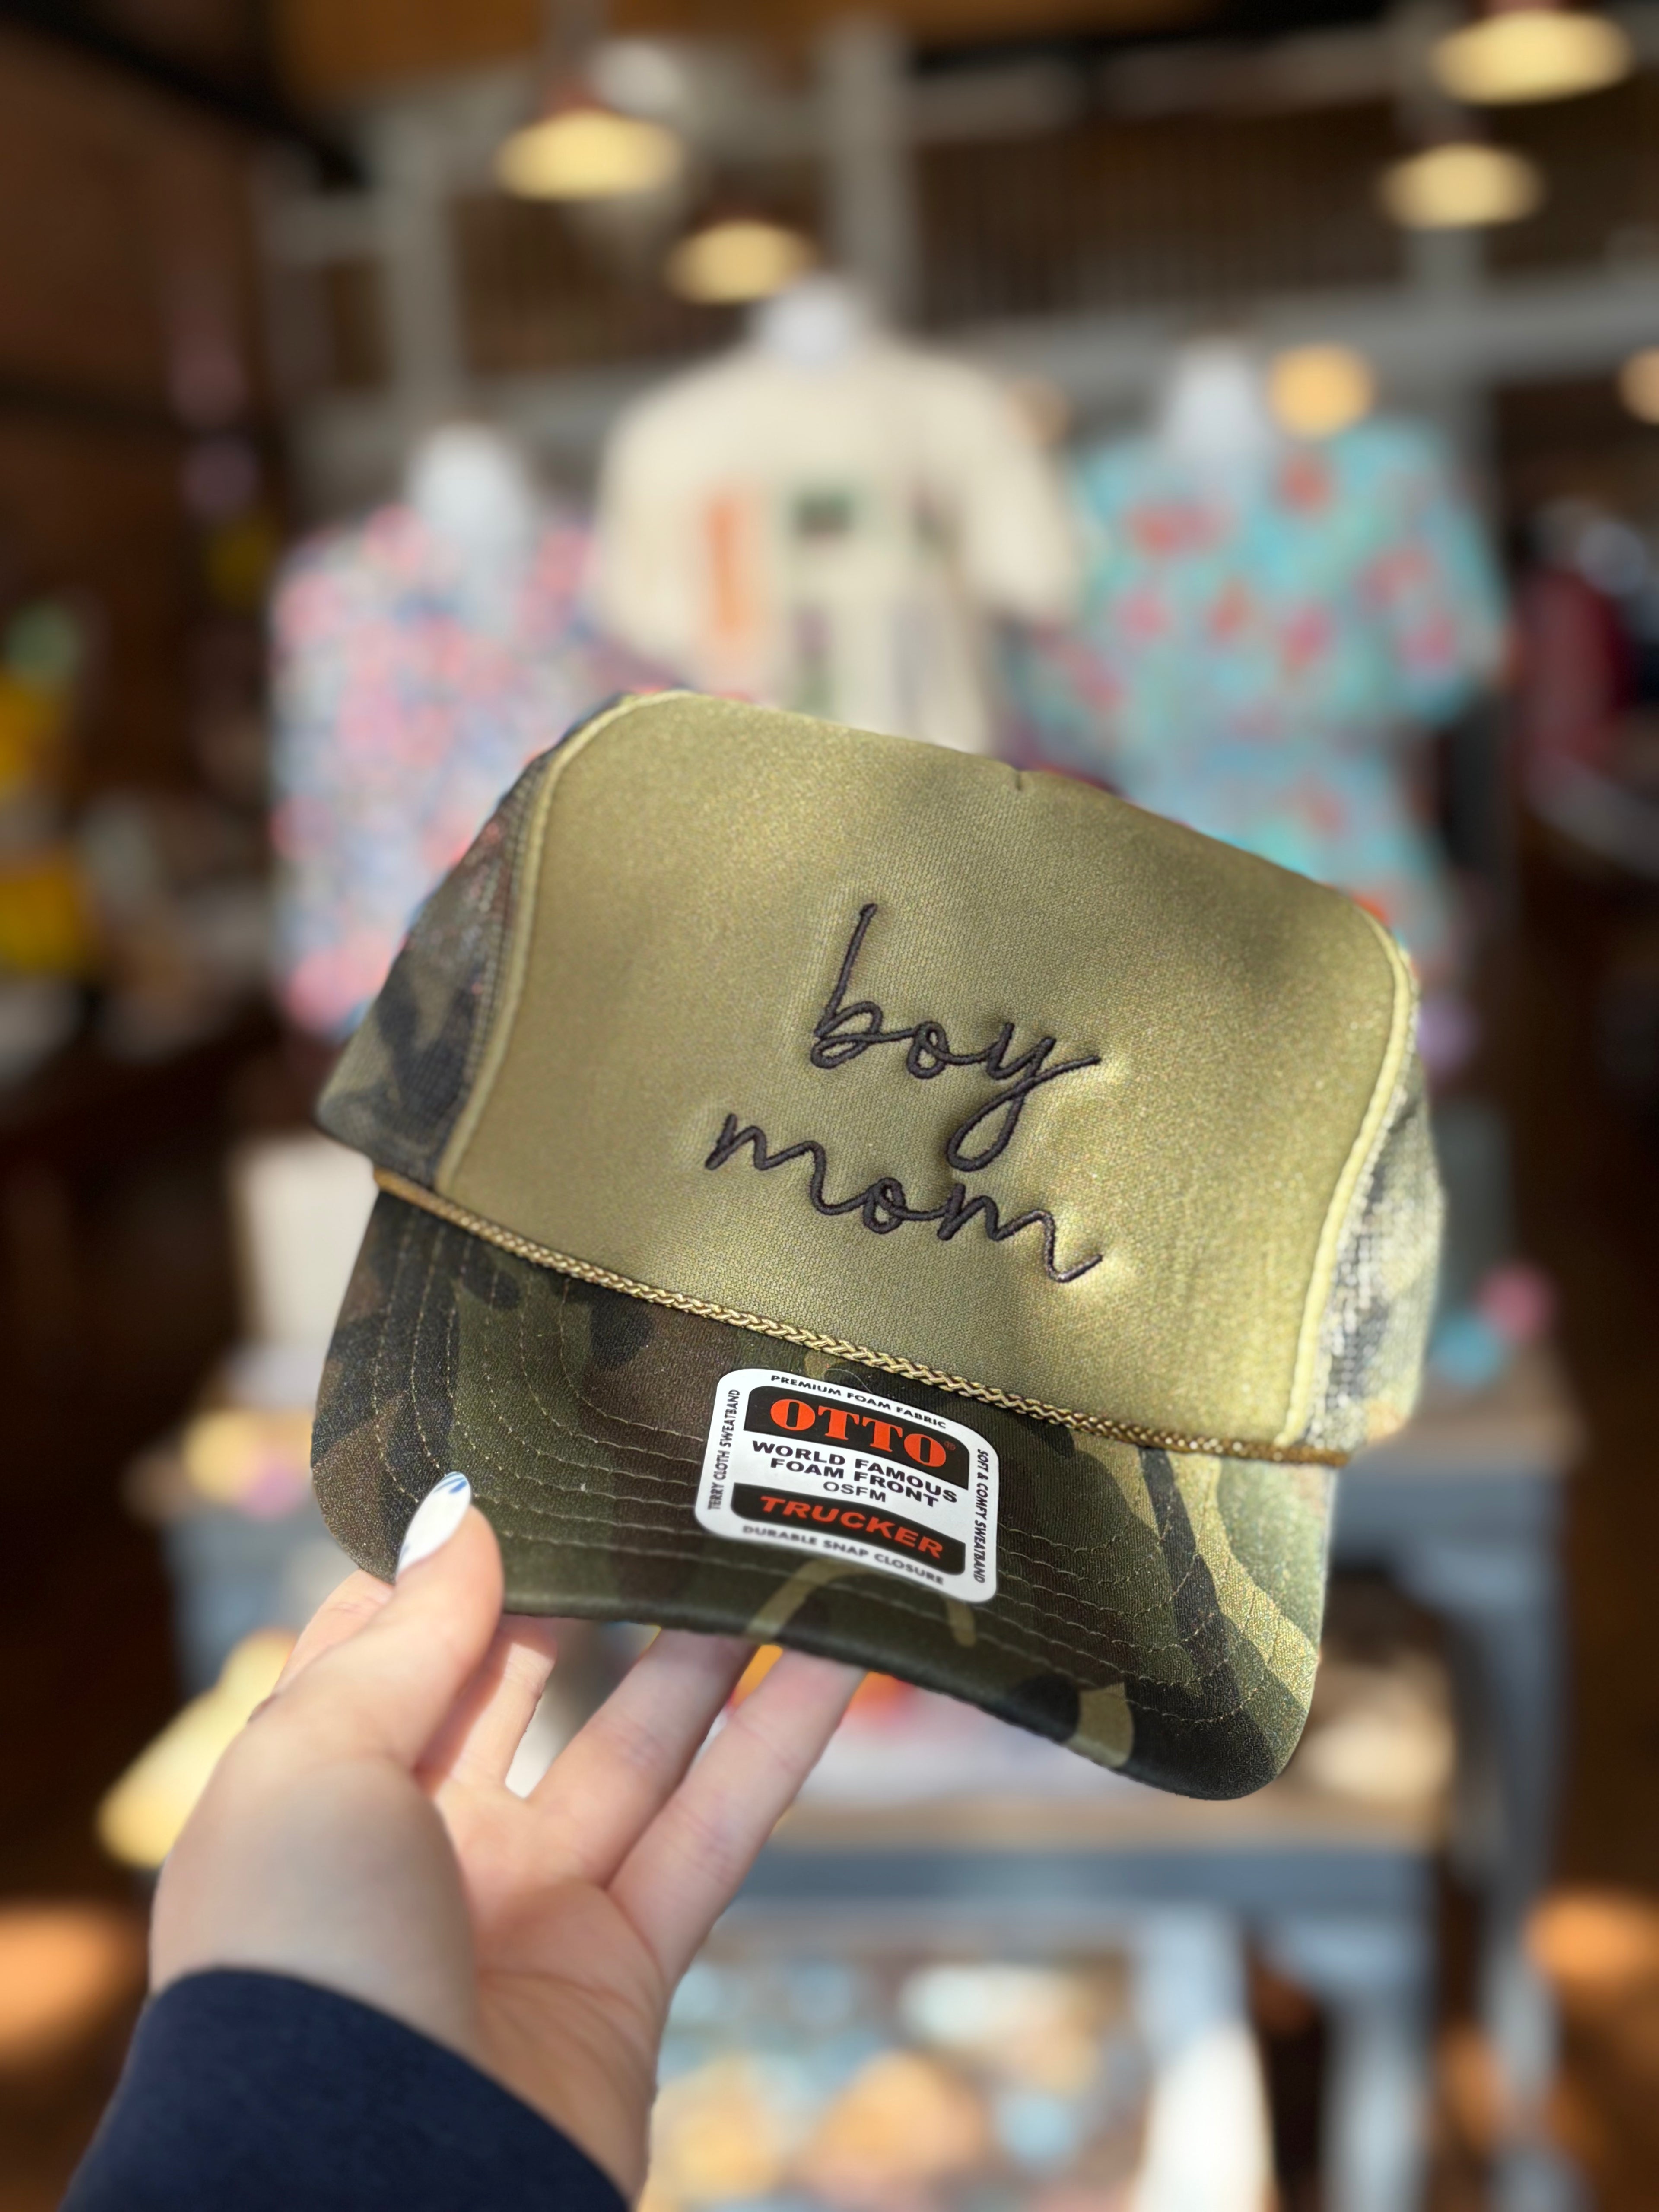 boy
mom
PREMIUM FOAM FABRIC
TERRY CLOTH SWEATBAND
OTTO®
WORLD FAMOUS
FOAM FRONT
OSFM
TRUCKER
DURABLE SNAP CLOSURE
SOFT & COMFY SWEATBAND